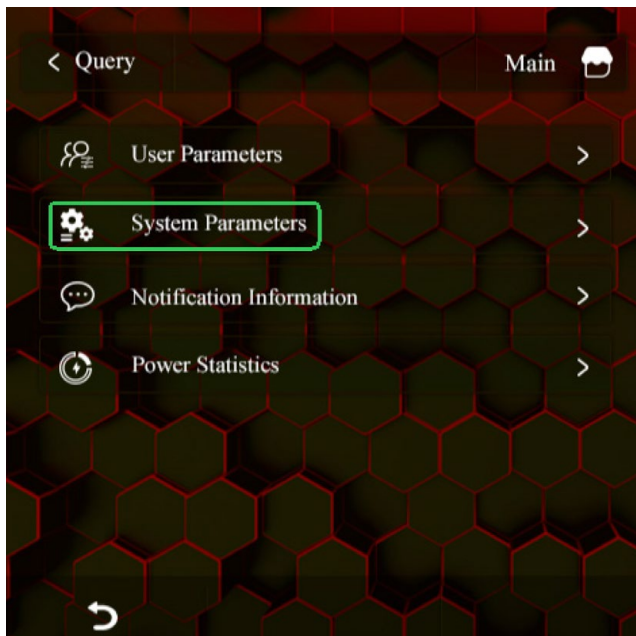 Query
Main
User Parameters
System Parameters
Notification Information
Power Statistics